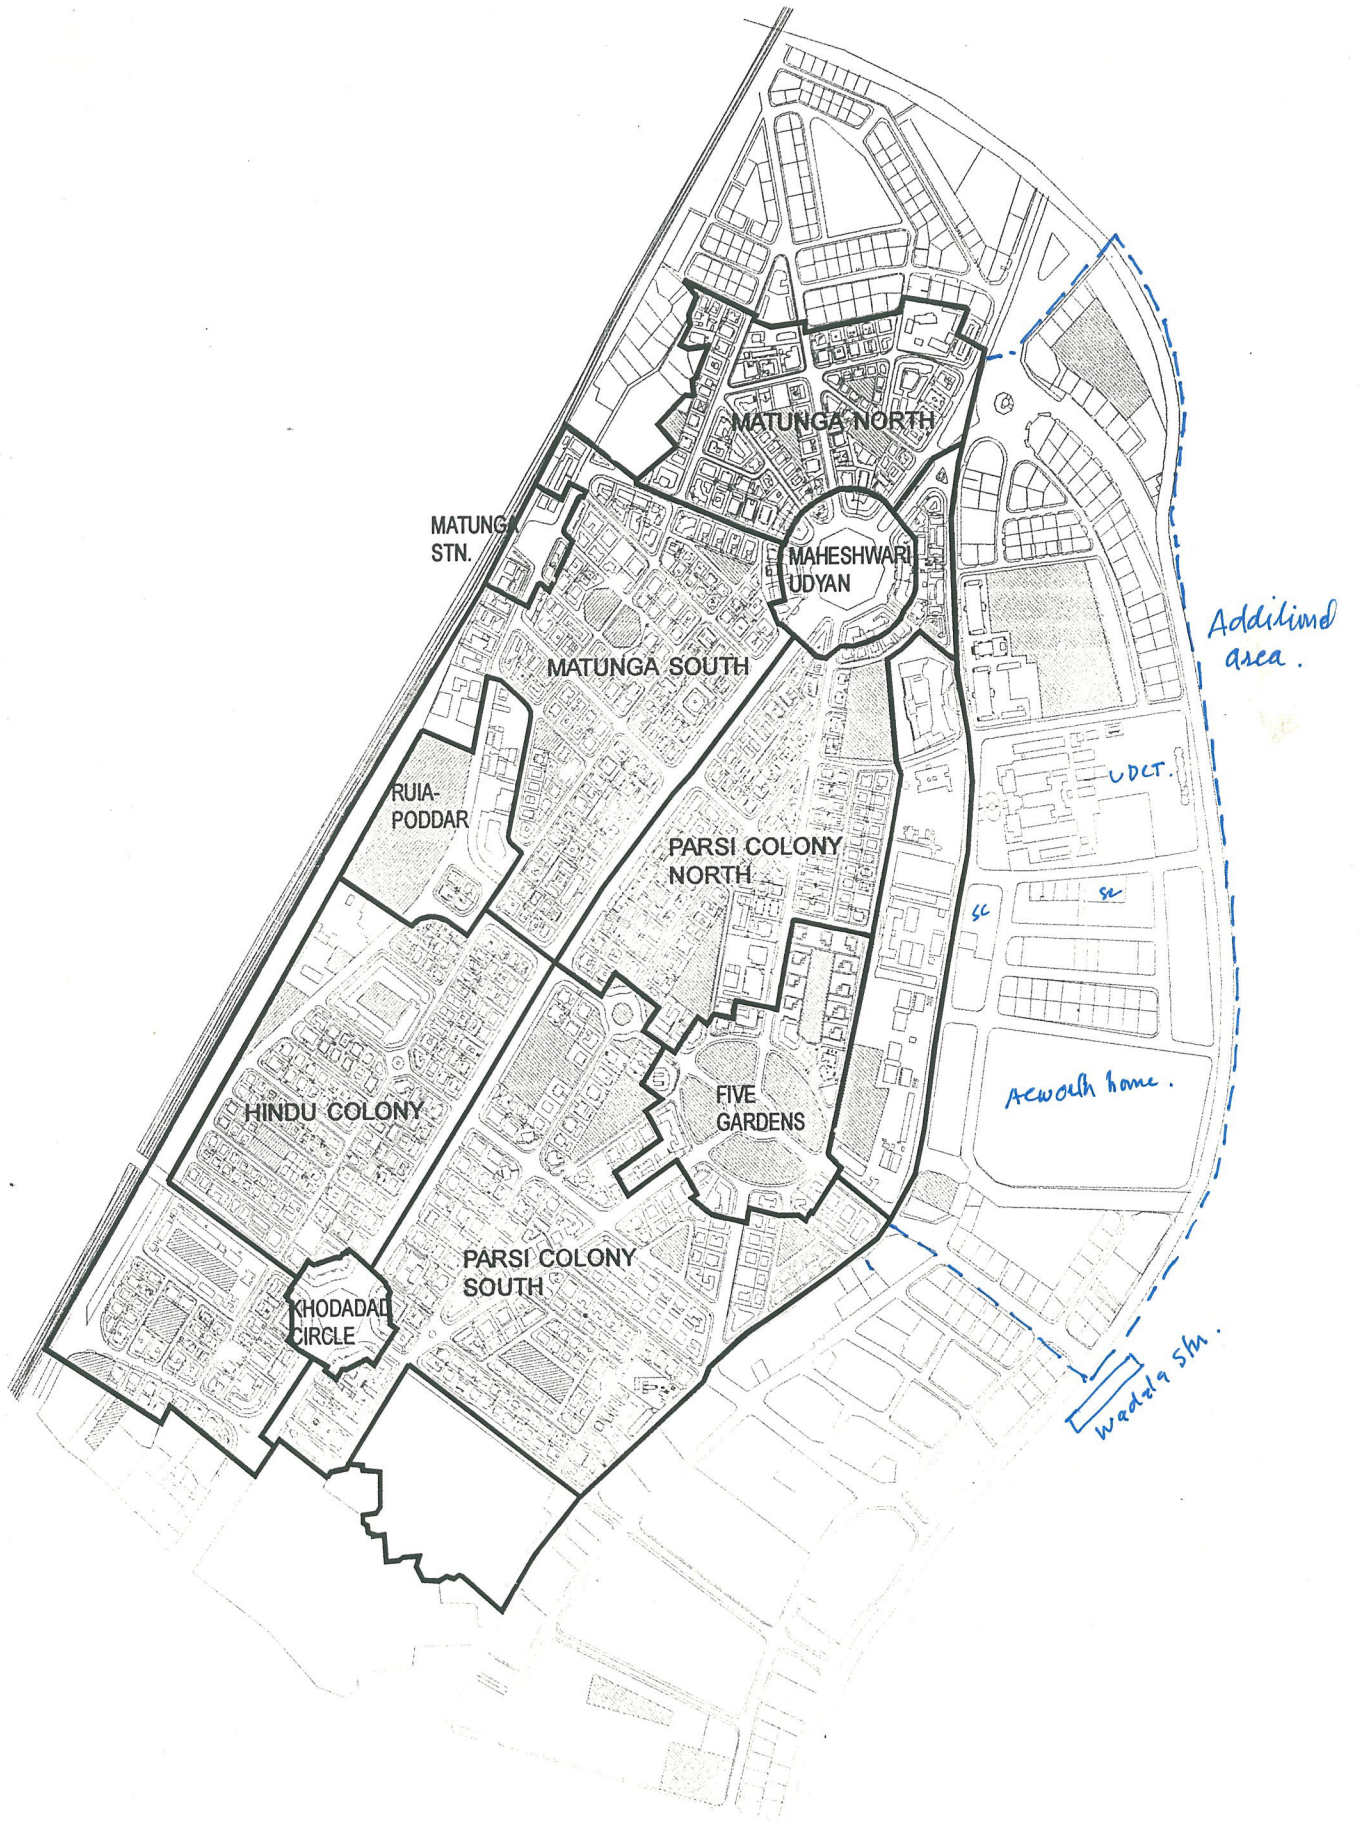 MATUNGA NORTH
MATUNGA
STN.
MAHESHWARI
UDYAN
Additional
area.
MATUNGA SOUTH
UDCT.
RUIA-
PODDAR
PARSI COLONY
NORTH
SC
SC
Acworth home.
FIVE
GARDENS
HINDU COLONY
PARSI COLONY
SOUTH
KHODADAD
CIRCLE
Wadala Stn.